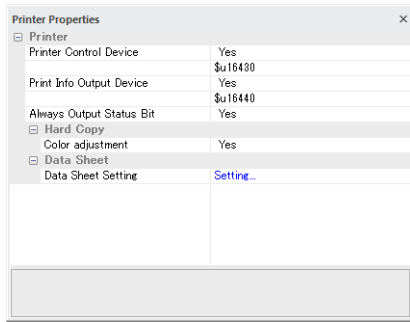 Printer Properties
Printer
Printer Control Device Yes
$u16430
Print Info Output Device Yes
$u16440
Always Output Status Bit Yes
Hard Copy
Color adjustment Yes
Data Sheet
Data Sheet Setting Setting...